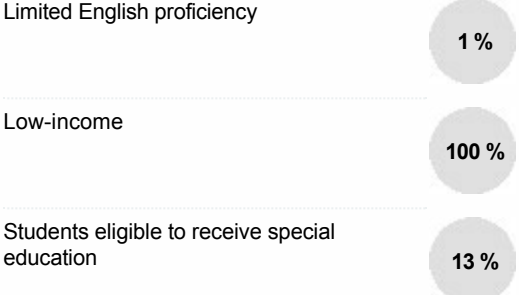 Limited English proficiency
1 %
Low-income
100 %
Students eligible to receive special
education
13 %